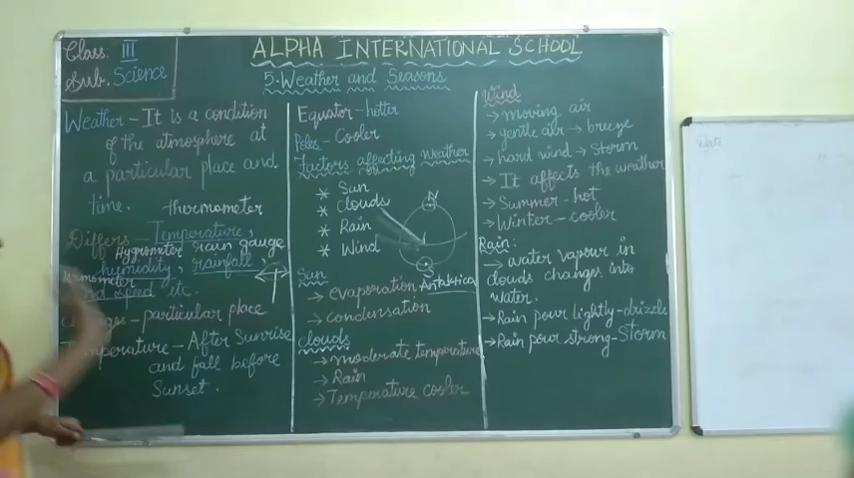 Class: III
Sub. Science
ALPHA INTERNATIONAL SCHOOL
5. Weather and Seasons
Weather - It is a condition
of the atmosphere at
a particular place and
time.
thermometer
Differs - Temperature,
Hygrometer rain gauge
humidity, rainfall,
speed etc.
- particular place
Temperature - After Sunrise
and fall before
Sunset.
Equator - hotter
Poles - Cooler
Factors affecting Weather
* Sun
* Clouds
* Rain
* Wind
N
S
Antarktica
Sun
→ evaporation
→ condensation
clouds
→ moderate temperature
→ Rain
→ Temperature cooler
Wind
→ moving air
→ gentle air → breeze
→ hard wind → Storm
→ It affects the weather
→ Summer - hot
→ Winter - cooler
Rain:
→ water vapour in
clouds changes into
water.
→ Rain pour lightly - drizzle
→ Rain pour strong - Storm
Date